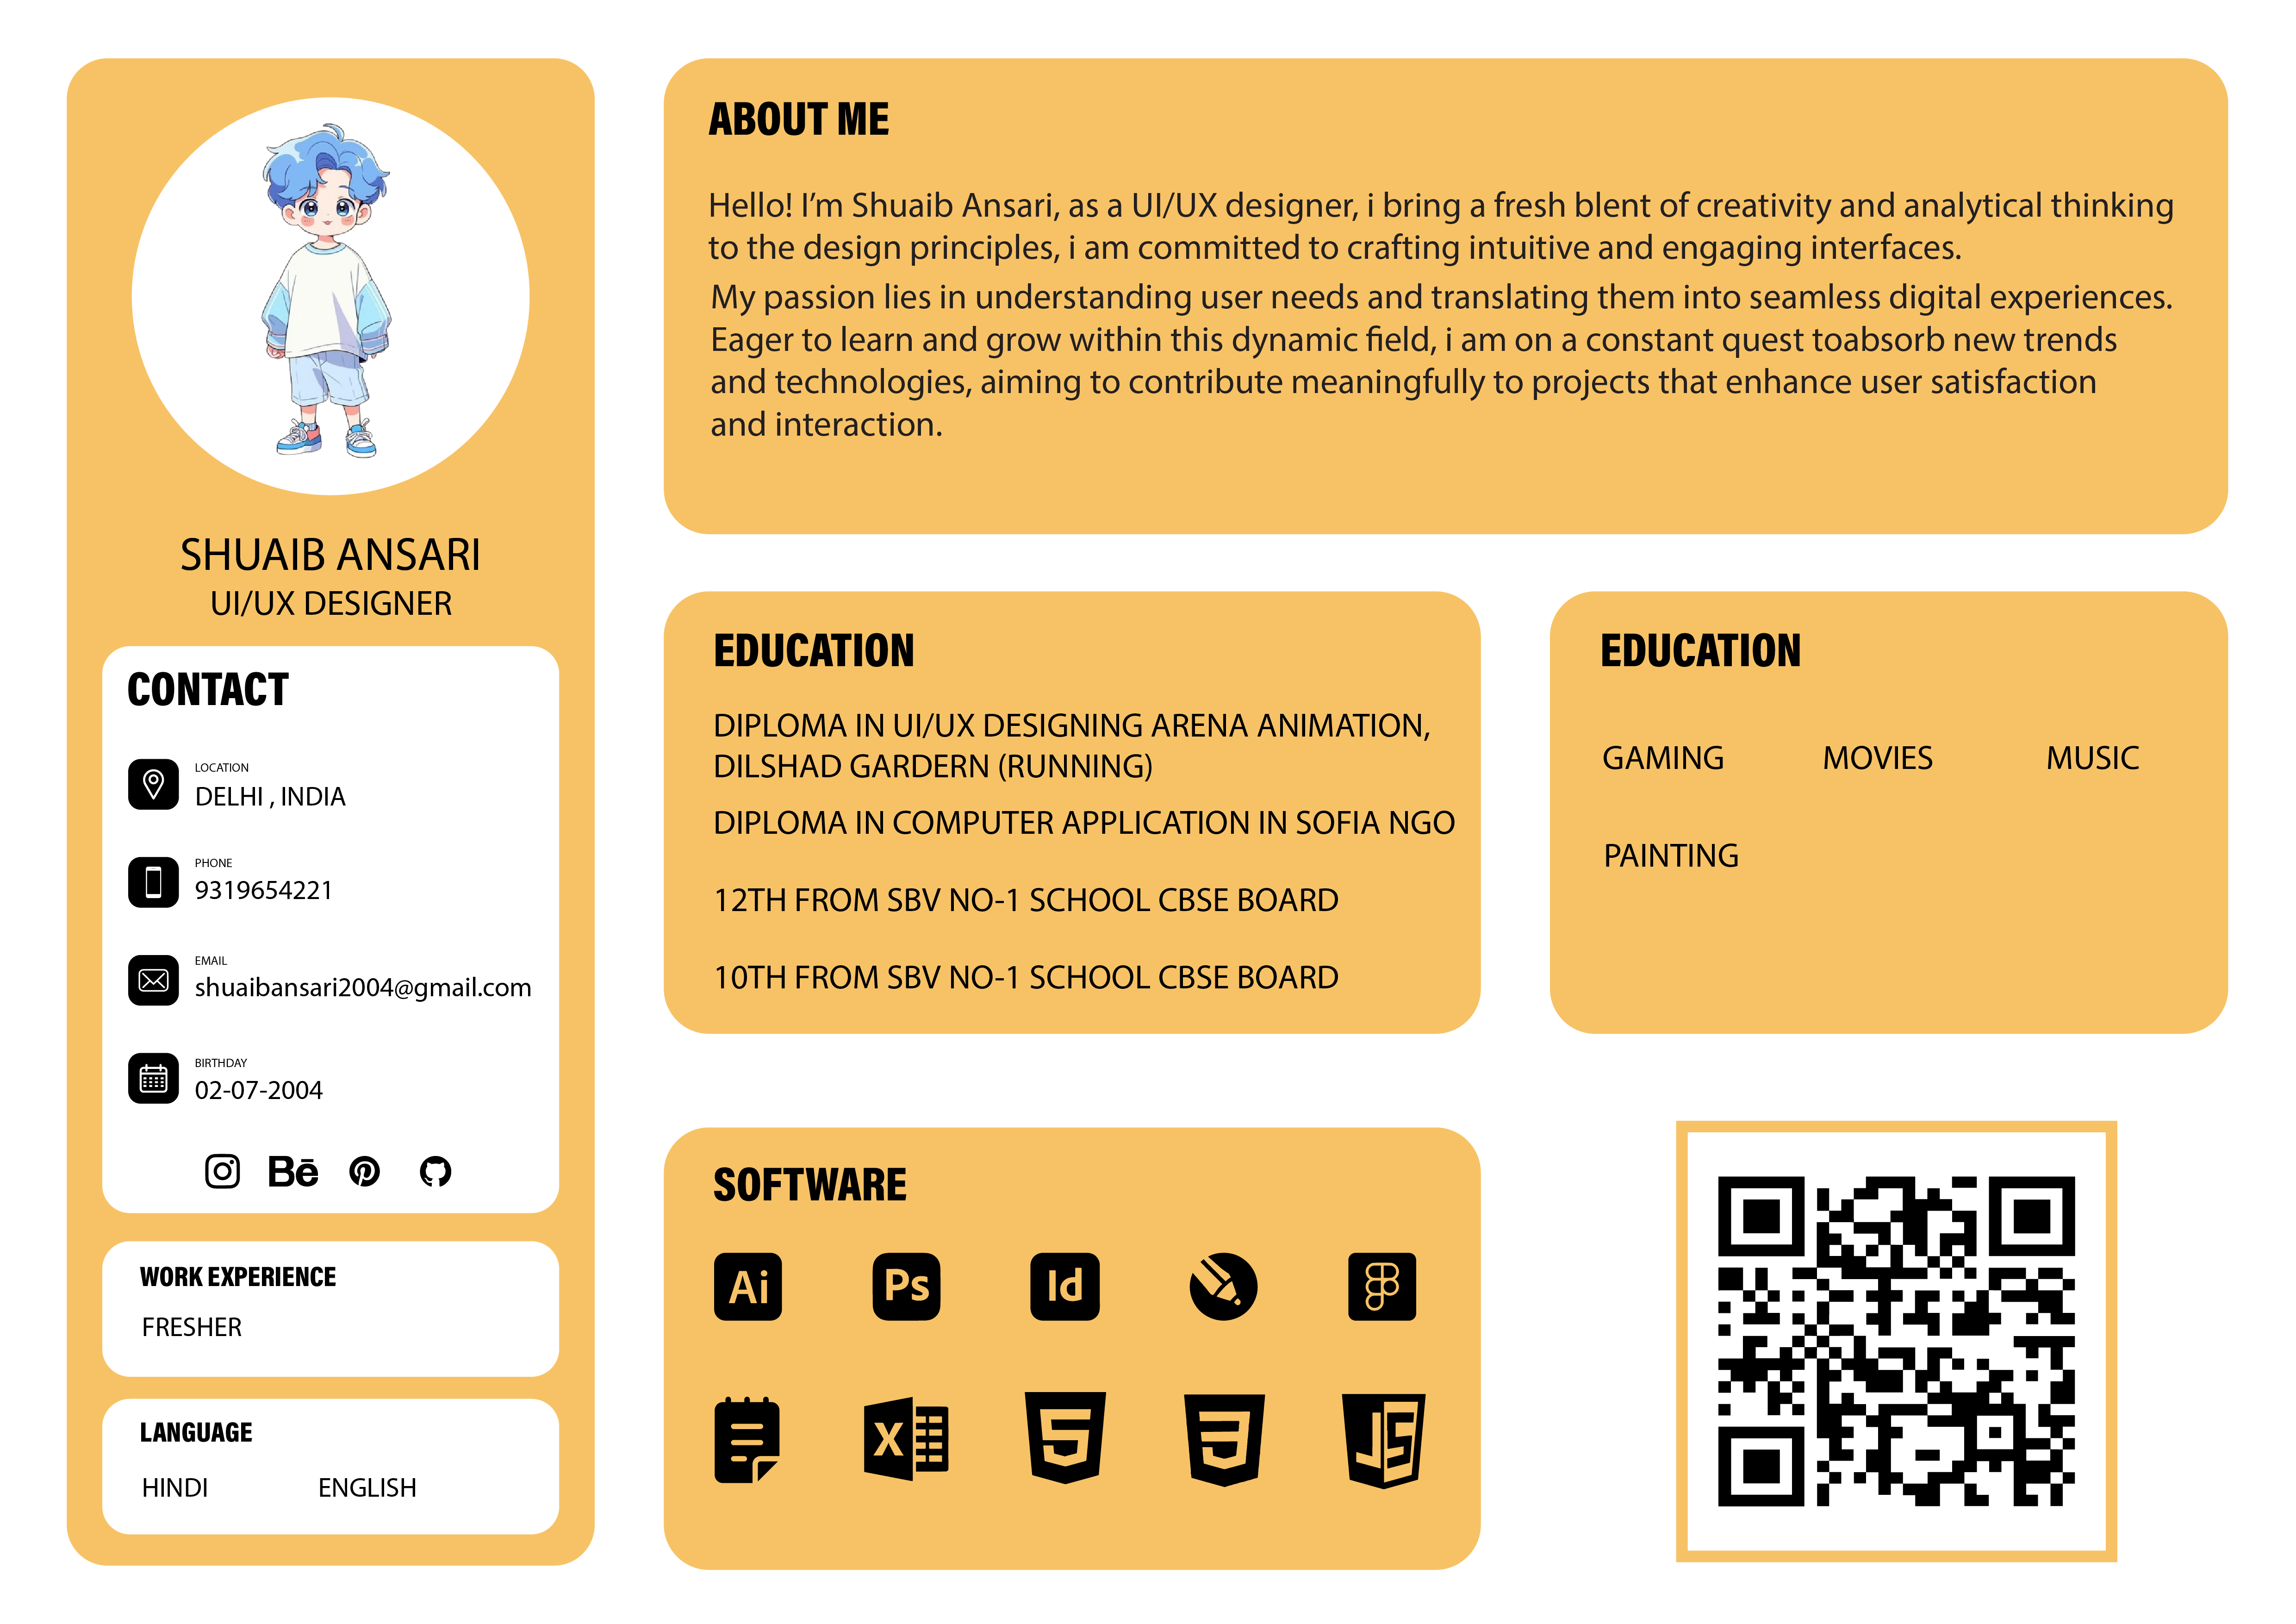 SHUAIB ANSARI
UI/UX DESIGNER
CONTACT
LOCATION
DELHI , INDIA
PHONE
9319654221
EMAIL
shuaibansari2004@gmail.com
BIRTHDAY
02-07-2004
Bē
WORK EXPERIENCE
FRESHER
LANGUAGE
HINDI ENGLISH
ABOUT ME
Hello! I’m Shuaib Ansari, as a UI/UX designer, i bring a fresh blent of creativity and analytical thinking
to the design principles, i am committed to crafting intuitive and engaging interfaces.
My passion lies in understanding user needs and translating them into seamless digital experiences.
Eager to learn and grow within this dynamic field, i am on a constant quest toabsorb new trends
and technologies, aiming to contribute meaningfully to projects that enhance user satisfaction
and interaction.
EDUCATION
DIPLOMA IN UI/UX DESIGNING ARENA ANIMATION,
DILSHAD GARDERN (RUNNING)
DIPLOMA IN COMPUTER APPLICATION IN SOFIA NGO
12TH FROM SBV NO-1 SCHOOL CBSE BOARD
10TH FROM SBV NO-1 SCHOOL CBSE BOARD
EDUCATION
GAMING MOVIES MUSIC
PAINTING
SOFTWARE
Ai Ps Id
X 5 3 JS